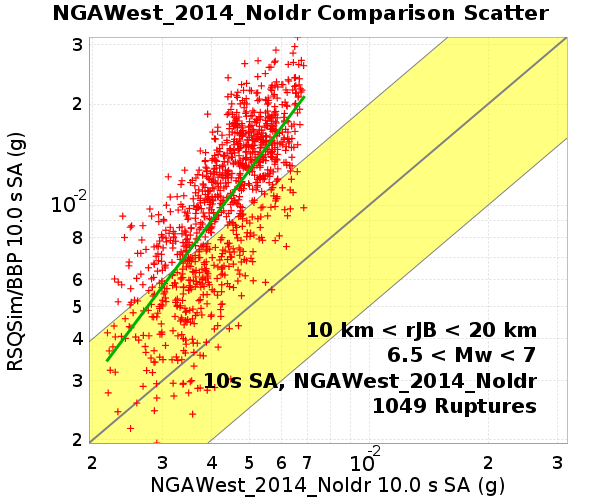 NGAWest_2014_NoIdr Comparison Scatter
RSQSim/BBP 10.0 s SA (g)
3
2
10-2
8
6
5
4
3
2
10 km < rJB < 20 km
6.5 < Mw < 7
10s SA, NGAWest_2014_NoIdr
1049 Ruptures
2 3 4 5 6 7 10-2 2 3
NGAWest_2014_NoIdr 10.0 s SA (g)